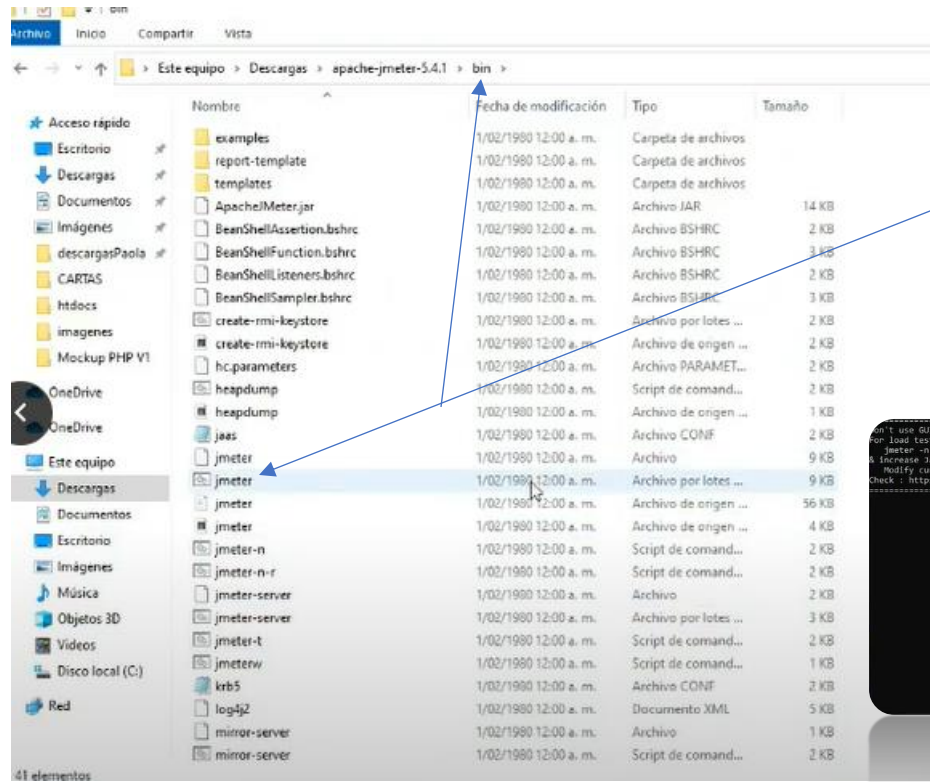 bin
Archivo Inicio Compartir Vista
Este equipo > Descargas > apache-jmeter-5.4.1 > bin >
Nombre Fecha de modificación Tipo Tamaño
Acceso rápido
Escritorio
Descargas
Documentos
Imágenes
descargasPaola
CARTAS
htdocs
imagenes
Mockup PHP V1
OneDrive
OneDrive
Este equipo
Descargas
Documentos
Escritorio
Imágenes
Música
Objetos 3D
Videos
Disco local (C:)
Red
examples 1/02/1980 12:00 a. m. Carpeta de archivos
report-template 1/02/1980 12:00 a. m. Carpeta de archivos
templates 1/02/1980 12:00 a. m. Carpeta de archivos
ApacheJMeter.jar 1/02/1980 12:00 a. m. Archivo JAR 14 KB
BeanShellAssertion.bshrc 1/02/1980 12:00 a. m. Archivo BSHRC 2 KB
BeanShellFunction.bshrc 1/02/1980 12:00 a. m. Archivo BSHRC 3 KB
BeanShellListeners.bshrc 1/02/1980 12:00 a. m. Archivo BSHRC 2 KB
BeanShellSampler.bshrc 1/02/1980 12:00 a. m. Archivo BSHRC 3 KB
create-rmi-keystore 1/02/1980 12:00 a. m. Archivo por lotes ... 2 KB
create-rmi-keystore 1/02/1980 12:00 a. m. Archivo de origen ... 2 KB
hc.parameters 1/02/1980 12:00 a. m. Archivo PARAMET... 2 KB
heapdump 1/02/1980 12:00 a. m. Script de comand... 2 KB
heapdump 1/02/1980 12:00 a. m. Archivo de origen ... 1 KB
jaas 1/02/1980 12:00 a. m. Archivo CONF 2 KB
jmeter 1/02/1980 12:00 a. m. Archivo 9 KB
jmeter 1/02/1980 12:00 a. m. Archivo por lotes ... 9 KB
jmeter 1/02/1980 12:00 a. m. Archivo de origen ... 56 KB
jmeter 1/02/1980 12:00 a. m. Archivo de origen ... 4 KB
jmeter-n 1/02/1980 12:00 a. m. Script de comand... 2 KB
jmeter-n-r 1/02/1980 12:00 a. m. Script de comand... 2 KB
jmeter-server 1/02/1980 12:00 a. m. Archivo 2 KB
jmeter-server 1/02/1980 12:00 a. m. Archivo por lotes ... 3 KB
jmeter-t 1/02/1980 12:00 a. m. Script de comand... 2 KB
jmeterw 1/02/1980 12:00 a. m. Script de comand... 1 KB
krb5 1/02/1980 12:00 a. m. Archivo CONF 2 KB
log4j2 1/02/1980 12:00 a. m. Documento XML 5 KB
mirror-server 1/02/1980 12:00 a. m. Archivo 1 KB
mirror-server 1/02/1980 12:00 a. m. Script de comand... 2 KB
41 elementos
on't use GU
For load tes
jmeter -n
& increase J
Modify cu
Check : http